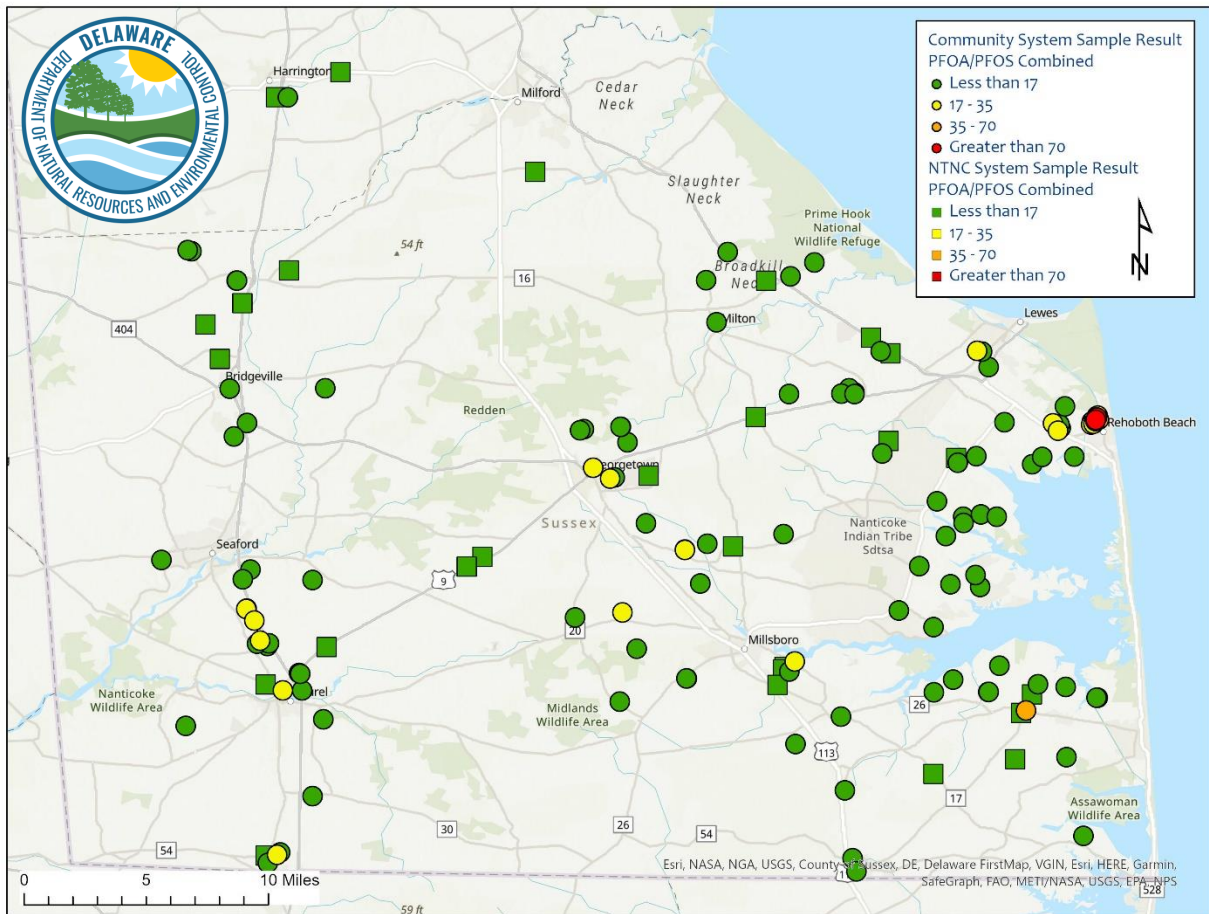 DELAWARE
DEPARTMENT OF NATURAL RESOURCES AND ENVIRONMENTAL CONTROL
Community System Sample Result
PFOA/PFOS Combined
Less than 17
17 - 35
35 - 70
Greater than 70
NTNC System Sample Result
PFOA/PFOS Combined
Less than 17
17 - 35
35 - 70
Greater than 70
N
Harrington
Milford
Cedar
Neck
Slaughter
Neck
Prime Hook
National
Wildlife Refuge
54 ft
16
Broadkill
Nec
404
Milton
Lewes
Bridgeville
Redden
Rehoboth Beach
eorgetown
Sussex
Nanticoke
Indian Tribe
Sdtsa
Seaford
9
20
Millsboro
Nanticoke
Wildlife Area
urel
Midlands
Wildlife Area
26
113
17
Assawoman
Wildlife Area
54
30
26
54
Esri, NASA, NGA, USGS, County of Sussex, DE, Delaware FirstMap, VGIN, Esri, HERE, Garmin,
SafeGraph, FAO, METI/NASA, USGS, EPA, NPS
0 5 10 Miles
59 ft
528